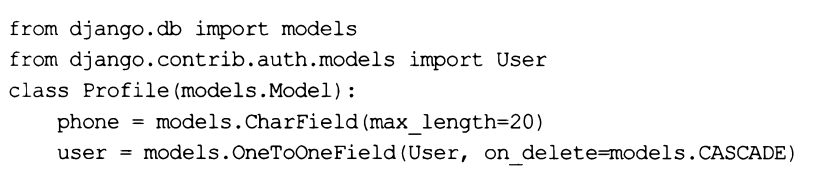 from django.db import models
from django.contrib.auth.models import User
class Profile(models.Model):
    phone = models.CharField(max_length=20)
    user = models.OneToOneField(User, on_delete=models.CASCADE)